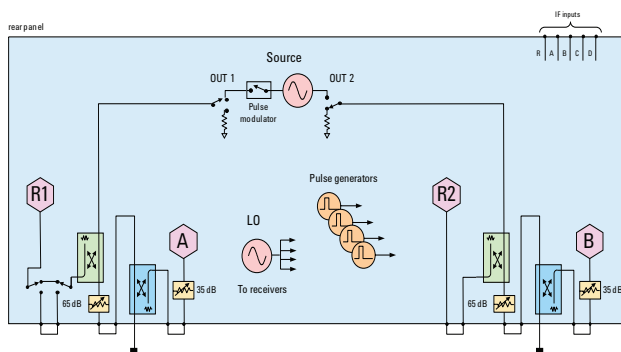 IF inputs
rear panel
R A B C D
Source
OUT 1
OUT 2
Pulse
modulator
R1
Pulse generators
R2
LO
A
B
To receivers
65 dB
35 dB
65 dB
35 dB